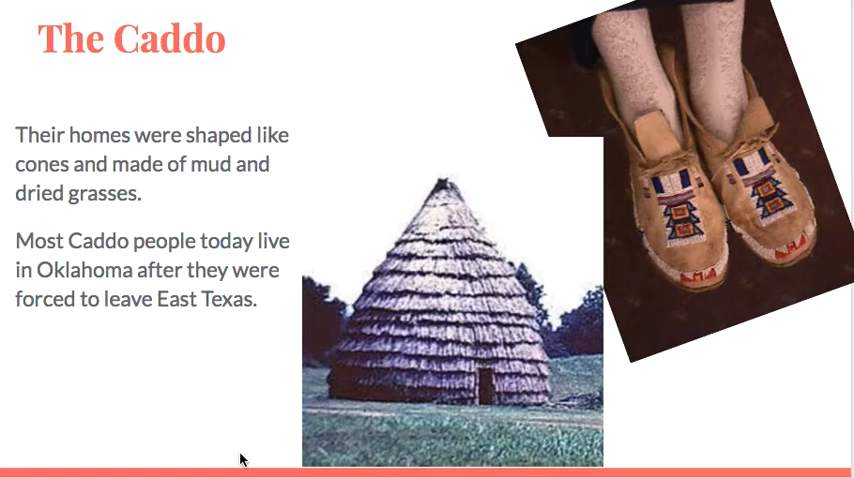 The Caddo
Their homes were shaped like
cones and made of mud and
dried grasses.
Most Caddo people today live
in Oklahoma after they were
forced to leave East Texas.